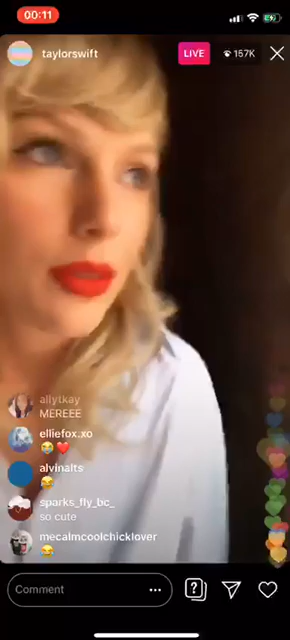 00:11
taylorswift
LIVE
157K
allytkay
MEREEE
elliefox.xo
😭❤️
alvinalts
😂
sparks_fly_bc_
so cute
mecalmcoolchicklover
😂
Comment